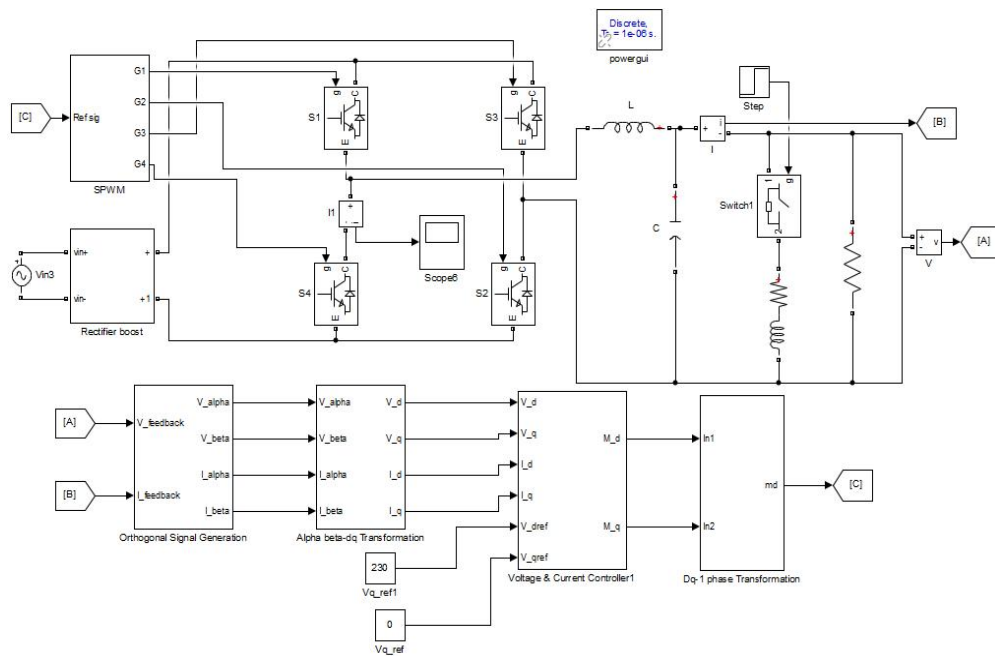 Discrete,
Ts = 1e-06 s.
powergui
[C]
Ref sig
G1
G2
G3
G4
SPWM
g
C
E
S1
g
C
E
S3
I1
+
-
i
Scope6
g
C
E
S4
g
C
E
S2
Vin3
+
vin+
vin-
+
+1
Rectifier boost
L
+
C
+
+
-
i
I
Step
[B]
1
g
2
Switch1
+
+
+
-
v
V
[A]
[A]
[B]
V_feedback
I_feedback
V_alpha
V_beta
I_alpha
I_beta
Orthogonal Signal Generation
V_alpha
V_beta
I_alpha
I_beta
V_d
V_q
I_d
I_q
Alpha beta-dq Transformation
230
Vq_ref1
0
Vq_ref
V_d
V_q
I_d
I_q
V_dref
V_qref
M_d
M_q
Voltage & Current Controller1
In1
In2
md
Dq-1 phase Transformation
[C]